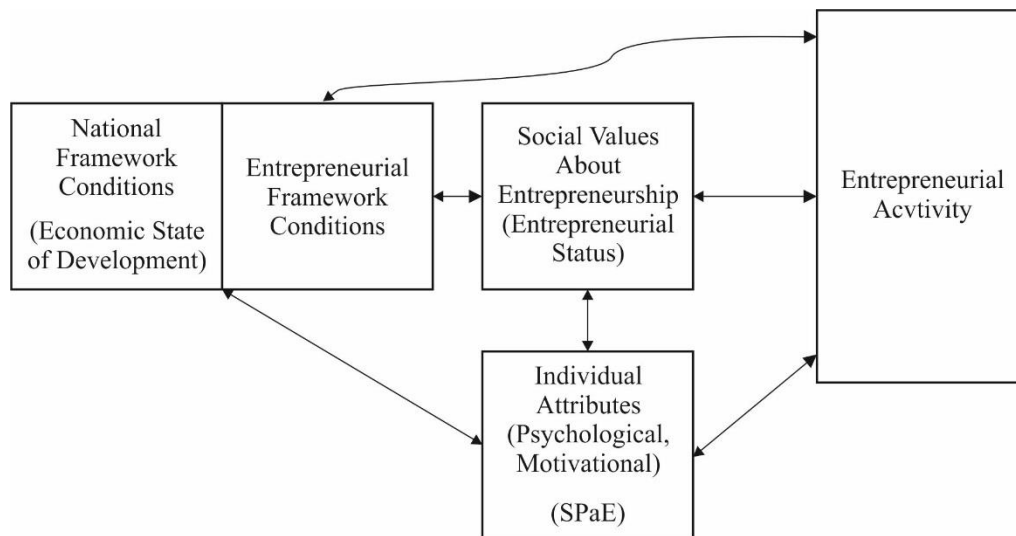 National
Framework
Conditions
(Economic State
of Development)
Entrepreneurial
Framework
Conditions
Social Values
About
Entrepreneurship
(Entrepreneurial
Status)
Entrepreneurial
Acvtivity
Individual
Attributes
(Psychological,
Motivational)
(SPaE)